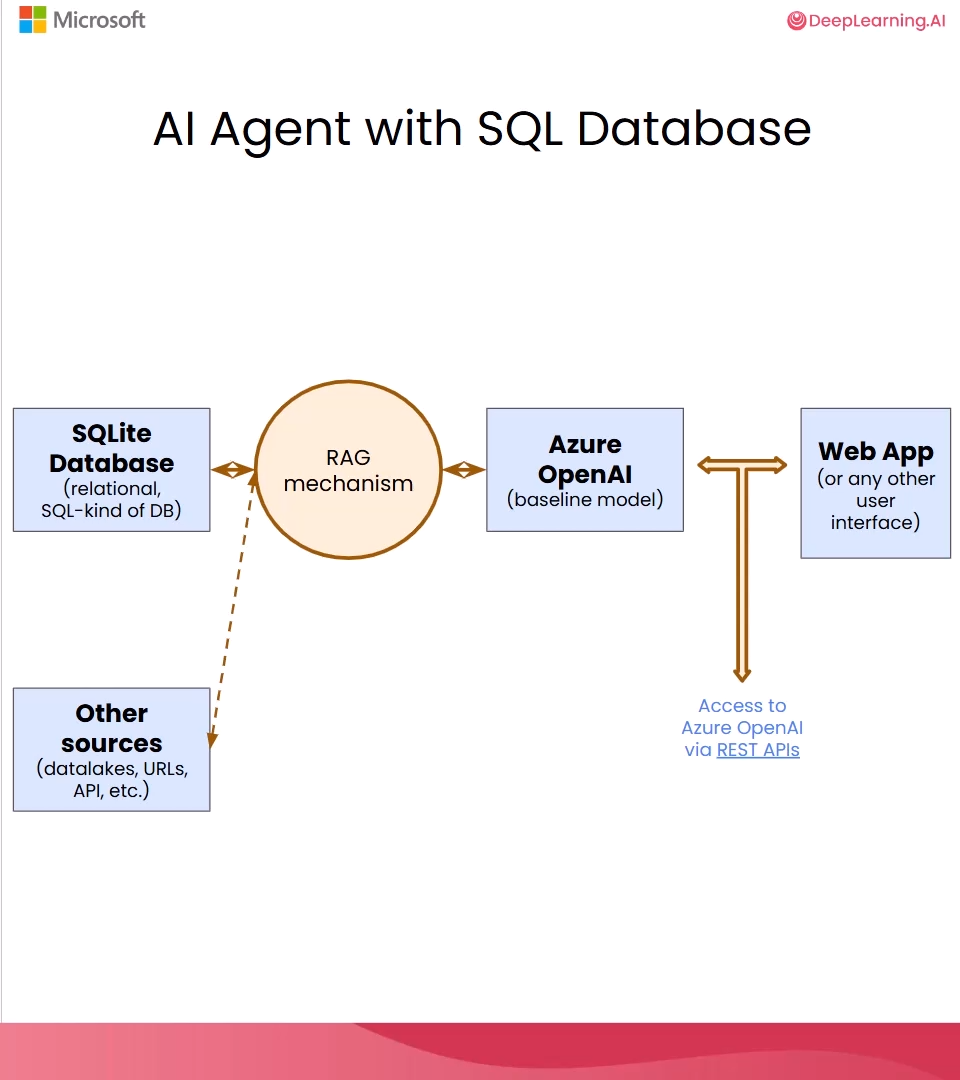 Microsoft
DeepLearning.AI
AI Agent with SQL Database
SQLite
Database
(relational,
SQL-kind of DB)
RAG
mechanism
Azure
OpenAI
(baseline model)
Web App
(or any other
user
interface)
Other
sources
(datalakes, URLs,
API, etc.)
Access to
Azure OpenAI
via REST APIs